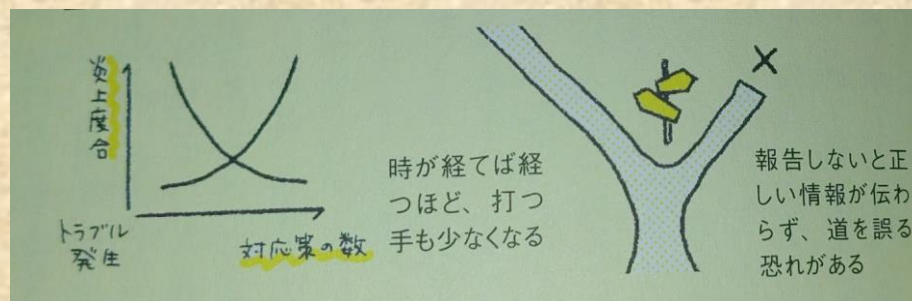 炎上度合
トラブル
発生
対応策の数
時が経てば経
つほど、打つ
手も少なくなる
×
報告しないと正
しい情報が伝わ
らず、道を誤る
恐れがある